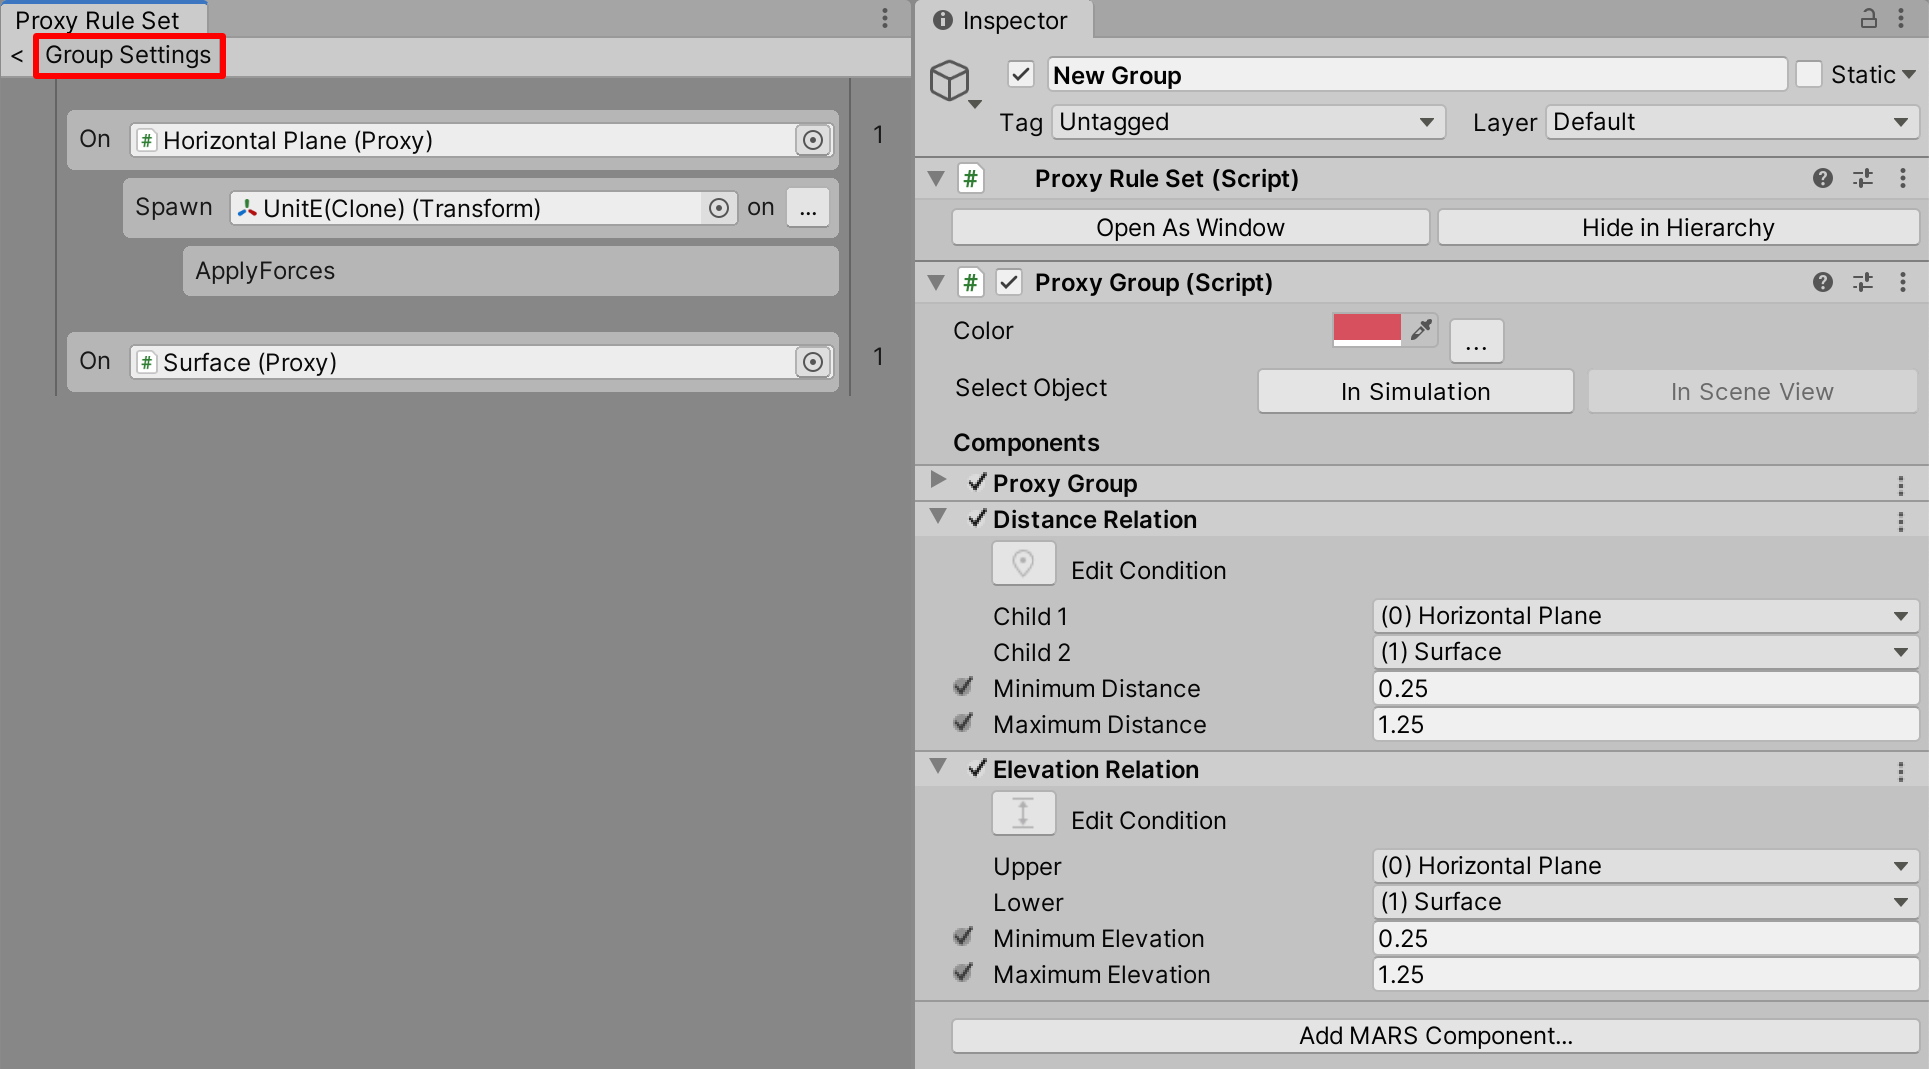 Proxy Rule Set
< Group Settings
On # Horizontal Plane (Proxy) 1
Spawn UnitE(Clone) (Transform) on ...
ApplyForces
On # Surface (Proxy) 1
Inspector
New Group Static
Tag Untagged Layer Default
# Proxy Rule Set (Script)
Open As Window Hide in Hierarchy
# Proxy Group (Script)
Color ...
Select Object In Simulation In Scene View
Components
Proxy Group
Distance Relation
Edit Condition
Child 1 (0) Horizontal Plane
Child 2 (1) Surface
Minimum Distance 0.25
Maximum Distance 1.25
Elevation Relation
Edit Condition
Upper (0) Horizontal Plane
Lower (1) Surface
Minimum Elevation 0.25
Maximum Elevation 1.25
Add MARS Component...